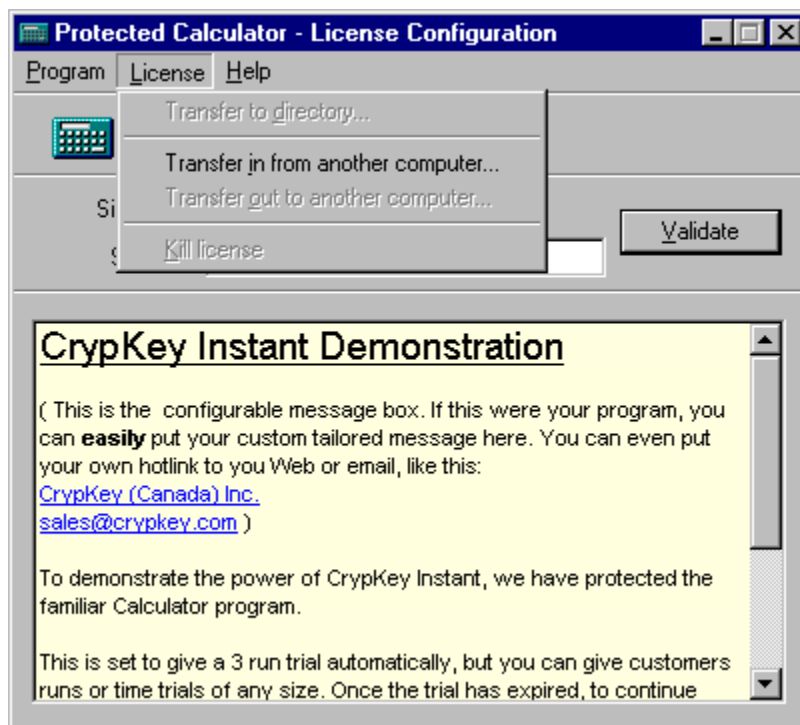 Protected Calculator - License Configuration
Program License Help
Transfer to directory...
Transfer in from another computer...
Transfer out to another computer...
Kill license
Si
Validate
CrypKey Instant Demonstration
( This is the configurable message box. If this were your program, you
can easily put your custom tailored message here. You can even put
your own hotlink to you Web or email, like this:
CrypKey (Canada) Inc.
sales@crypkey.com )
To demonstrate the power of CrypKey Instant, we have protected the
familiar Calculator program.
This is set to give a 3 run trial automatically, but you can give customers
runs or time trials of any size. Once the trial has expired, to continue